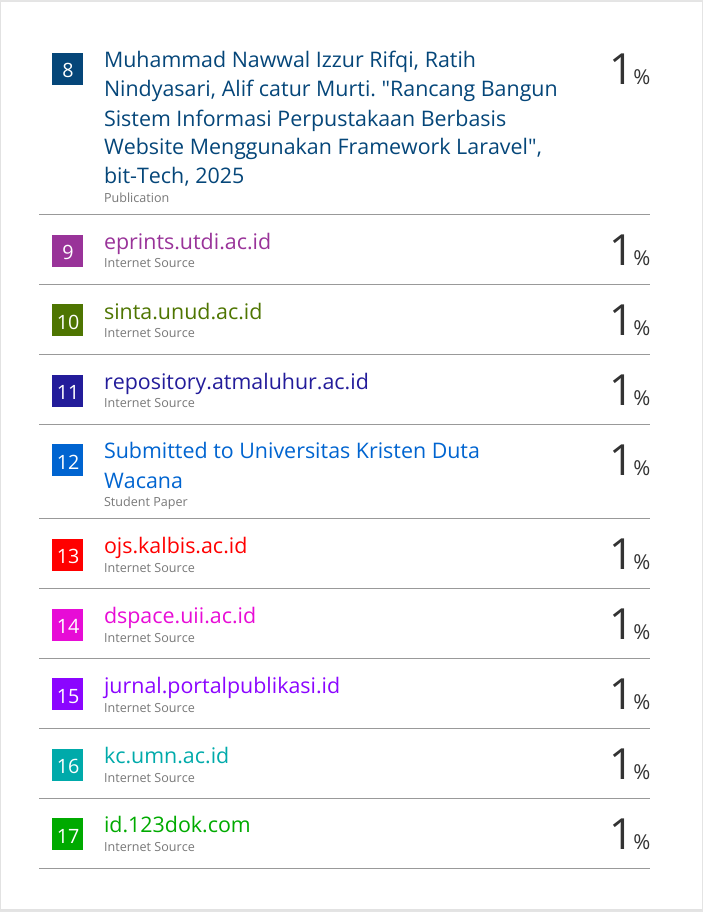 8
Muhammad Nawwal Izzur Rifqi, Ratih
Nindyasari, Alif catur Murti. "Rancang Bangun
Sistem Informasi Perpustakaan Berbasis
Website Menggunakan Framework Laravel",
bit-Tech, 2025
Publication
1%
9
eprints.utdi.ac.id
Internet Source
1%
10
sinta.unud.ac.id
Internet Source
1%
11
repository.atmaluhur.ac.id
Internet Source
1%
12
Submitted to Universitas Kristen Duta
Wacana
Student Paper
1%
13
ojs.kalbis.ac.id
Internet Source
1%
14
dspace.uii.ac.id
Internet Source
1%
15
jurnal.portalpublikasi.id
Internet Source
1%
16
kc.umn.ac.id
Internet Source
1%
17
id.123dok.com
Internet Source
1%